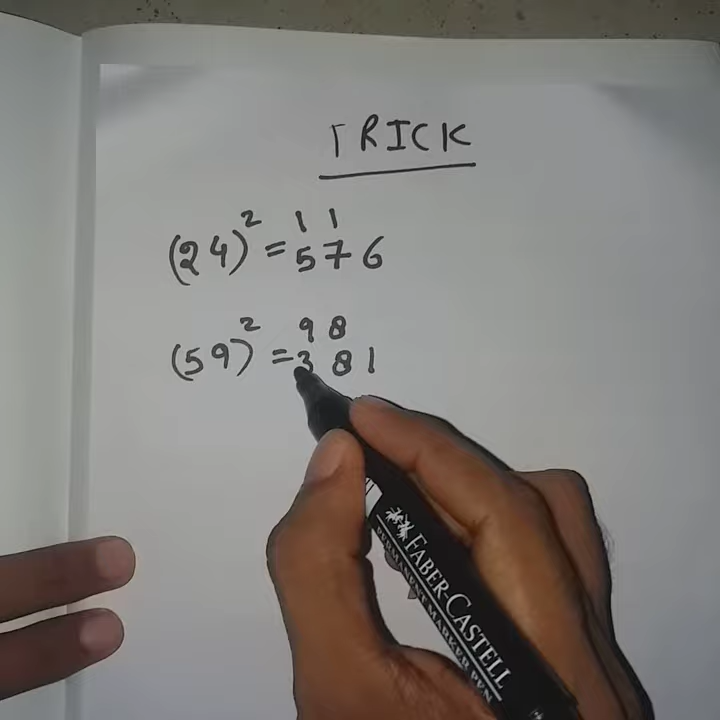 TRICK
1 1
(24)² = 576
9 8
(59)² = 381
FABER-CASTELL
PERMANENT MARKER PEN